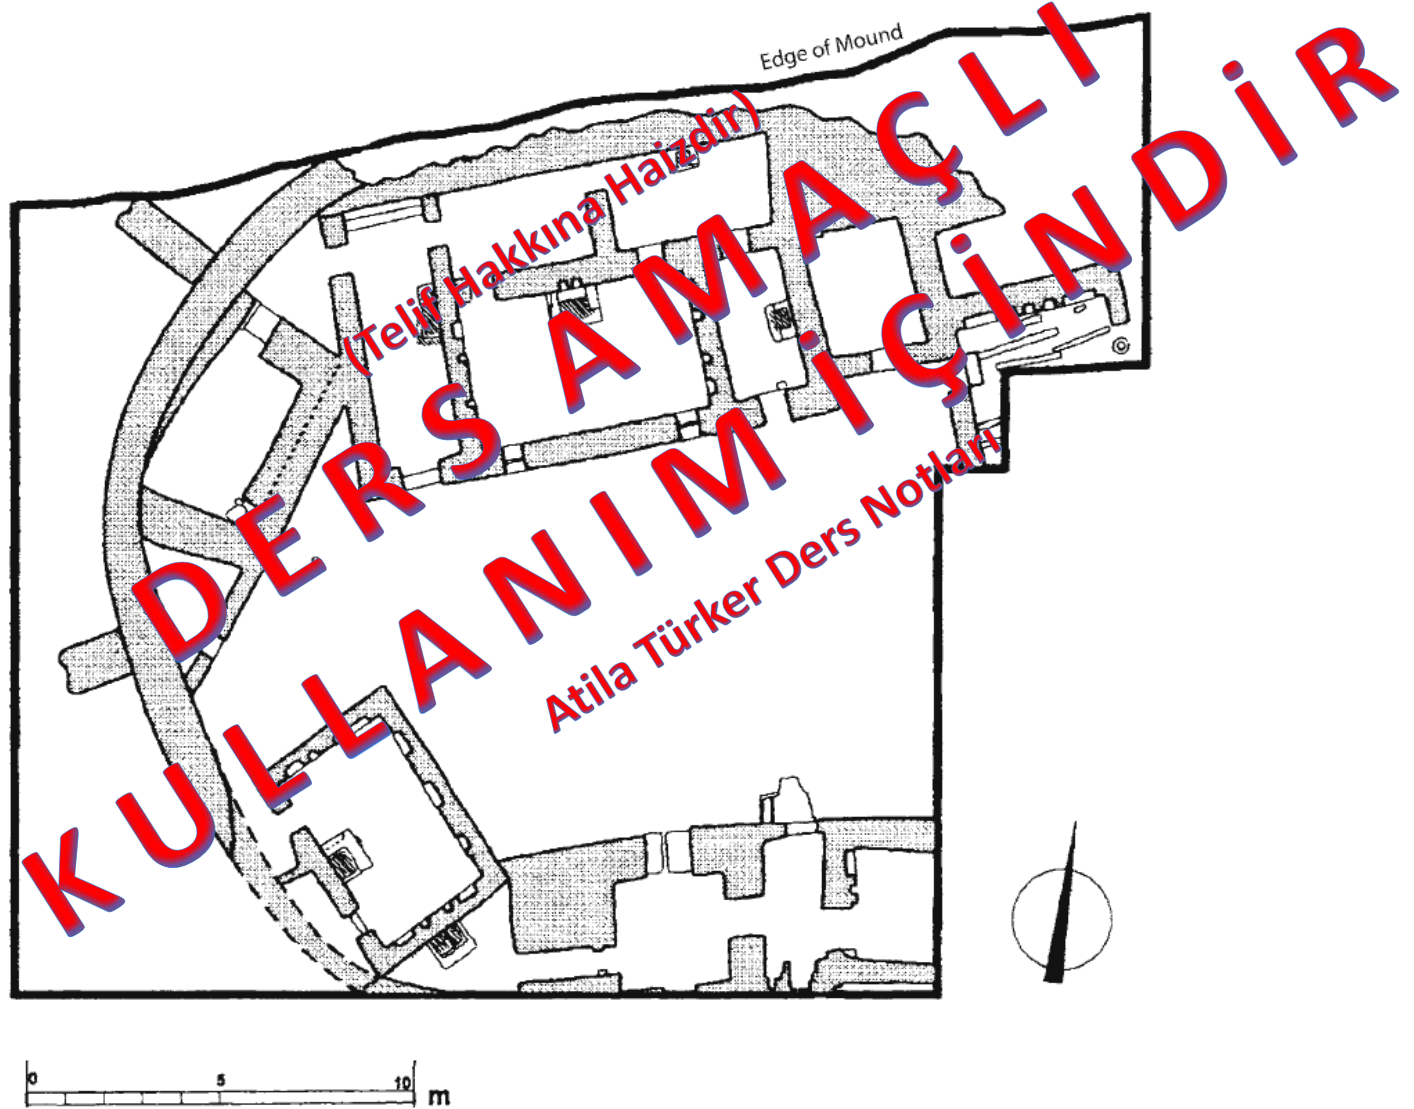 Edge of Mound
(Telif Hakkına Haizdir)
DERS AMAÇLI
KULLANIM İÇİNDİR
Atila Türker Ders Notları
0 5 10 m